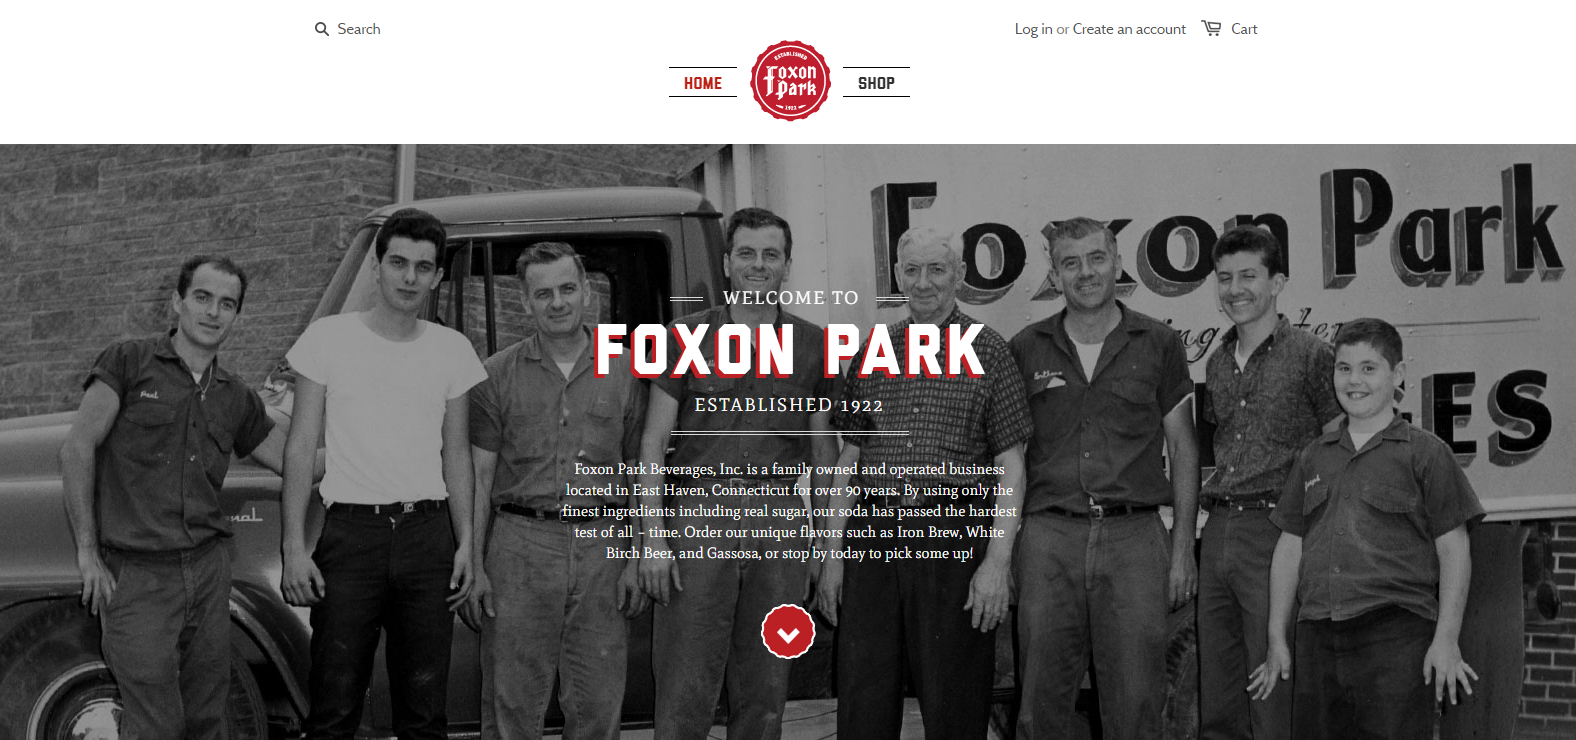 Search
Log in or Create an account
Cart
HOME
ESTABLISHED
Foxon
Park
1922
SHOP
Foxon Park
WELCOME TO
FOXON PARK
ESTABLISHED 1922
Paul
ES
Joseph
Foxon Park Beverages, Inc. is a family owned and operated business
located in East Haven, Connecticut for over 90 years. By using only the
finest ingredients including real sugar, our soda has passed the hardest
test of all – time. Order our unique flavors such as Iron Brew, White
Birch Beer, and Gassosa, or stop by today to pick some up!